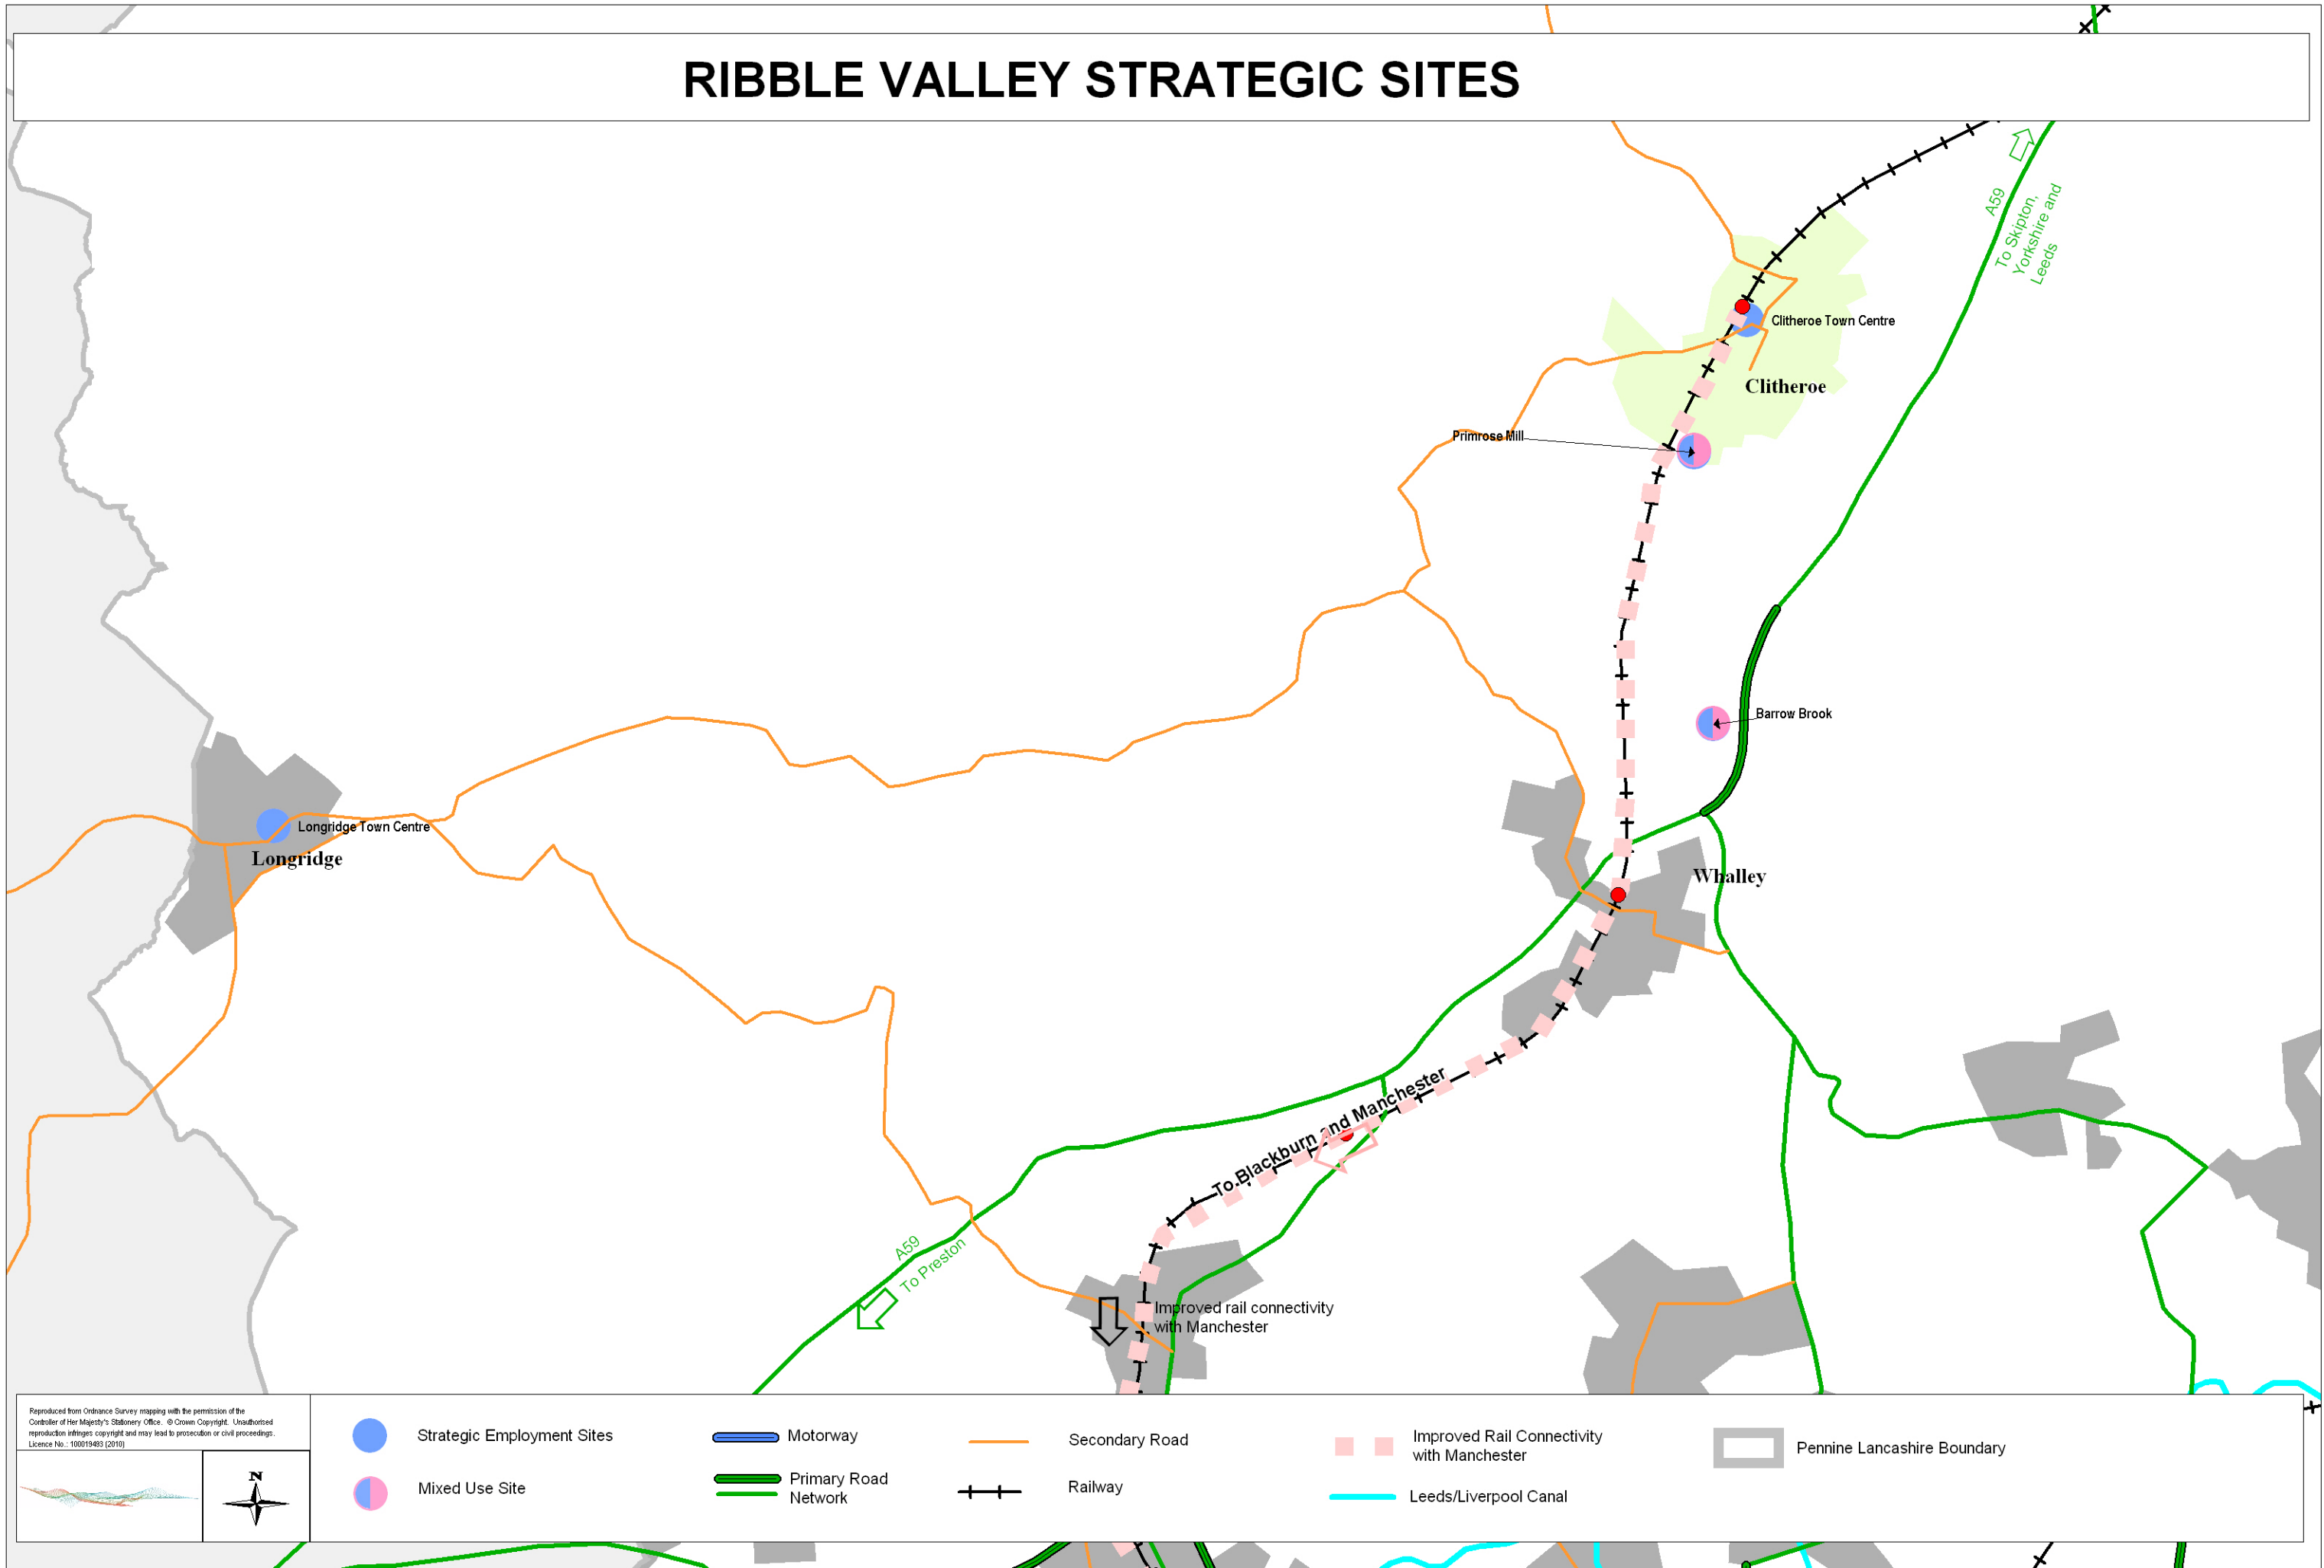 RIBBLE VALLEY STRATEGIC SITES
A59
To Skipton,
Yorkshire and
Leeds
Clitheroe Town Centre
Clitheroe
Primrose Mill
Barrow Brook
Longridge Town Centre
Longridge
Whalley
To Blackburn and Manchester
A59
To Preston
Improved rail connectivity
with Manchester
Reproduced from Ordnance Survey mapping with the permission of the
Controller of Her Majesty's Stationery Office. © Crown Copyright. Unauthorised
reproduction infringes copyright and may lead to prosecution or civil proceedings.
Licence No.: 100019493 (2010)
N
Strategic Employment Sites
Mixed Use Site
Motorway
Primary Road
Network
Secondary Road
Railway
Improved Rail Connectivity
with Manchester
Leeds/Liverpool Canal
Pennine Lancashire Boundary